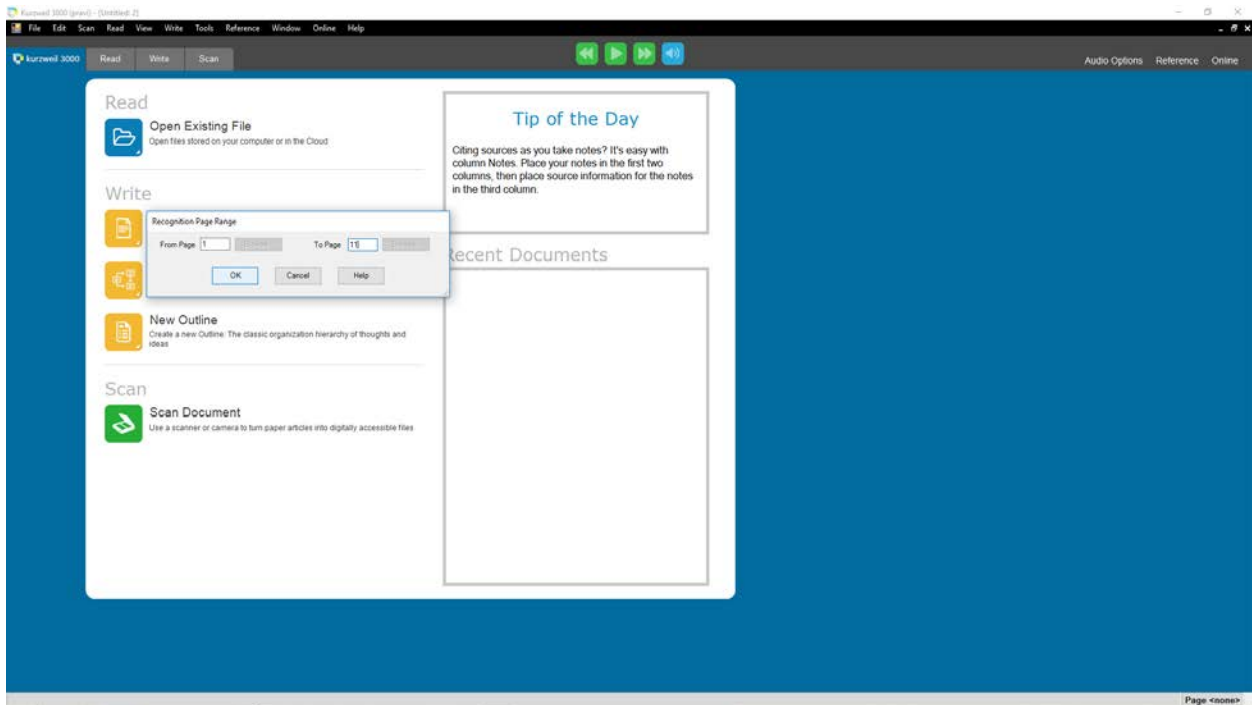 Kurzweil 3000 (previ) - [Untitled: 2]
File Edit Scan Read View Write Tools Reference Window Online Help
kurzweil 3000 Read Write Scan
Audio Options Reference Online
Read
Open Existing File
Open files stored on your computer or in the Cloud
Write
Recognition Page Range
From Page 1
To Page 11
OK Cancel Help
New Outline
Create a new Outline: The classic organization hierarchy of thoughts and
ideas
Scan
Scan Document
Use a scanner or camera to turn paper articles into digitally accessible files
Tip of the Day
Citing sources as you take notes? It's easy with
column Notes. Place your notes in the first two
columns, then place source information for the notes
in the third column.
Recent Documents
Page <none>